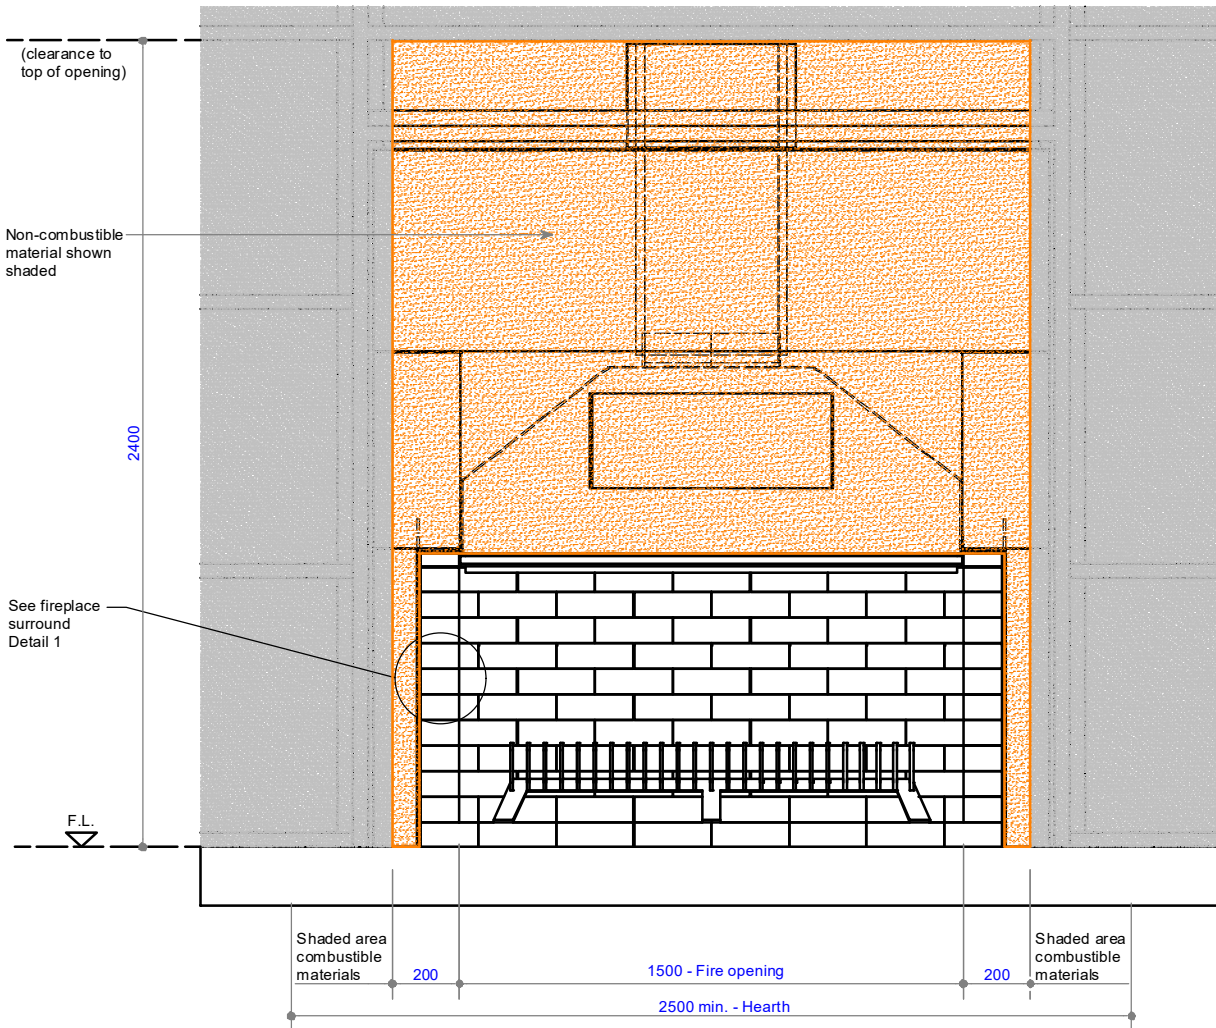 (clearance to
top of opening)
Non-combustible
material shown
shaded
2400
See fireplace
surround
Detail 1
F.L.
Shaded area
combustible
materials
200
1500 - Fire opening
200
Shaded area
combustible
materials
2500 min. - Hearth